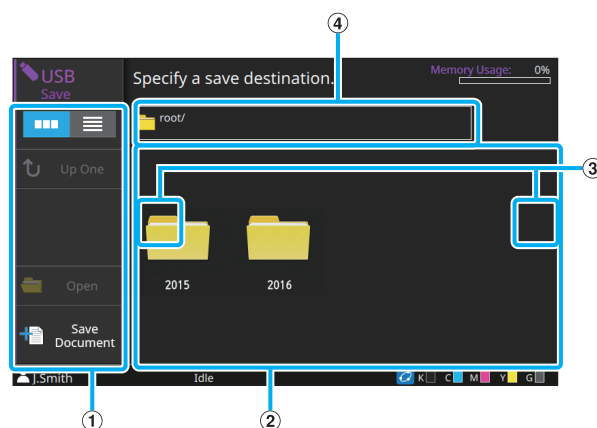 ④
USB
Save
Specify a save destination.
Memory Usage: 0%
root/
Up One
③
2015
2016
Open
Save
Document
J.Smith
Idle
K C M Y G
①
②